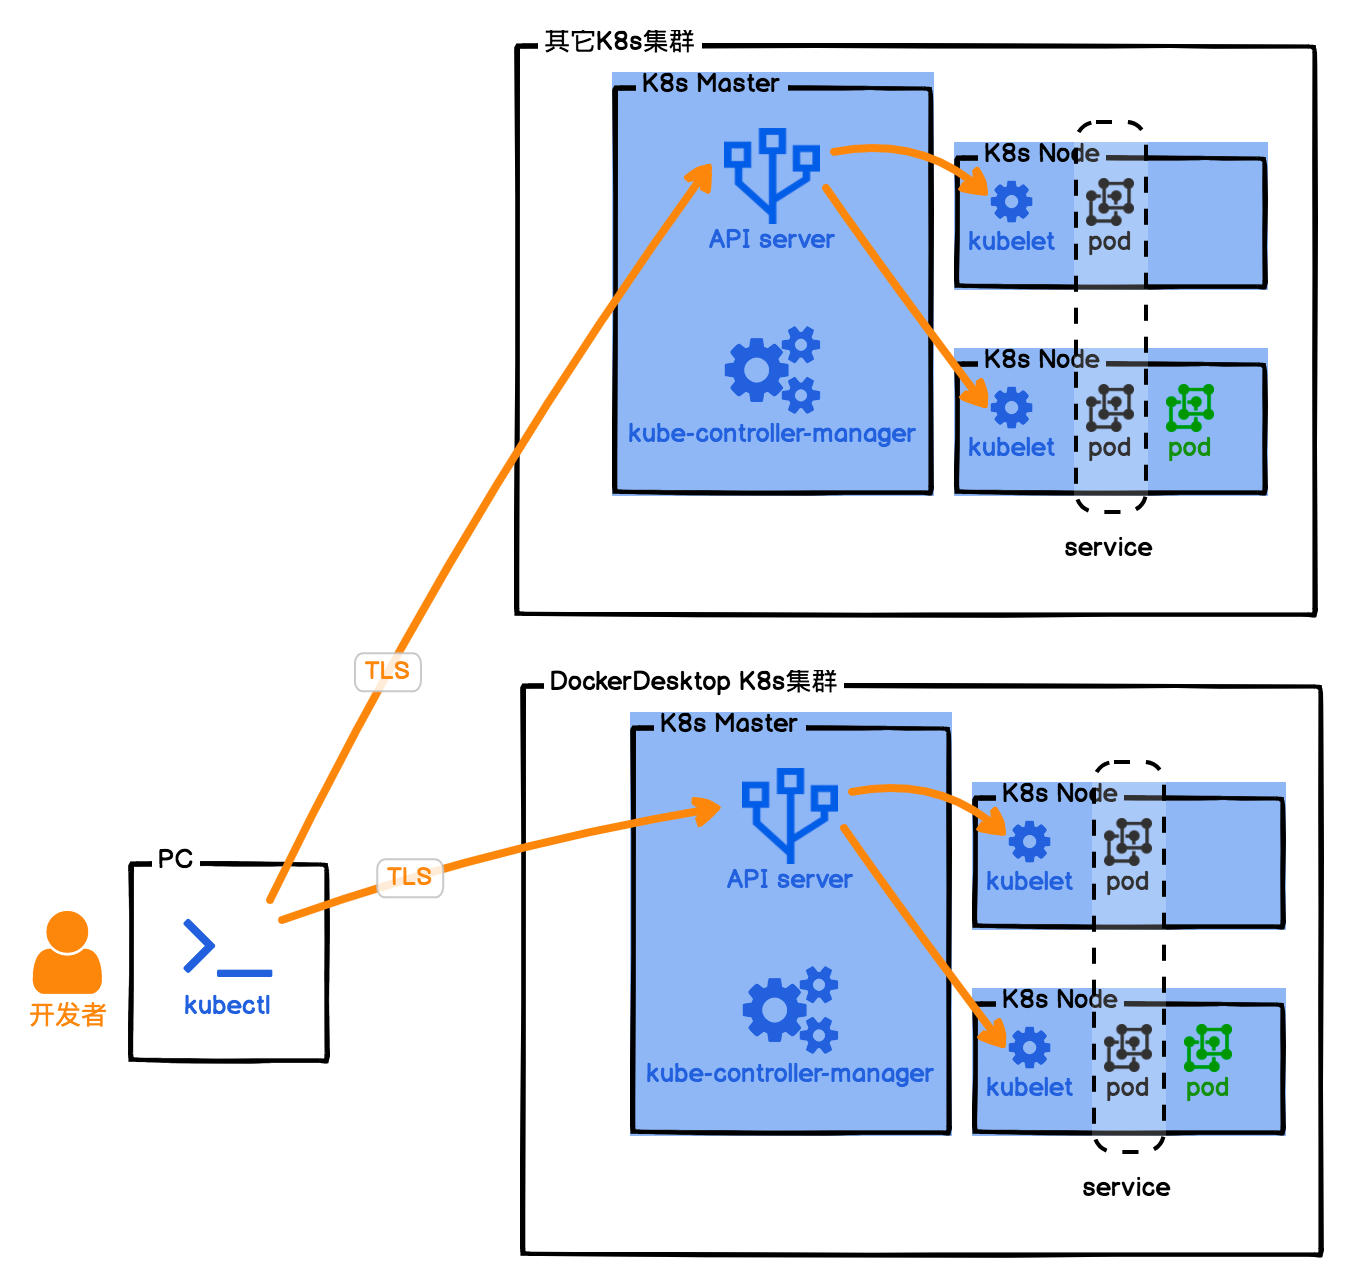 其它K8s集群
K8s Master
API server
kube-controller-manager
K8s Node
kubelet
pod
K8s Node
kubelet
pod
pod
service
TLS
DockerDesktop K8s集群
K8s Master
API server
kube-controller-manager
K8s Node
kubelet
pod
K8s Node
kubelet
pod
pod
service
TLS
PC
kubectl
开发者